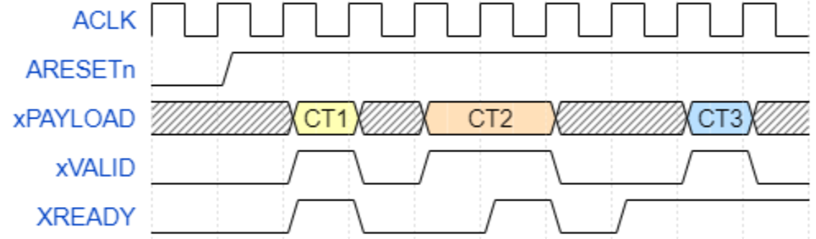 ACLK
ARESETn
xPAYLOAD CT1 CT2 CT3
xVALID
XREADY